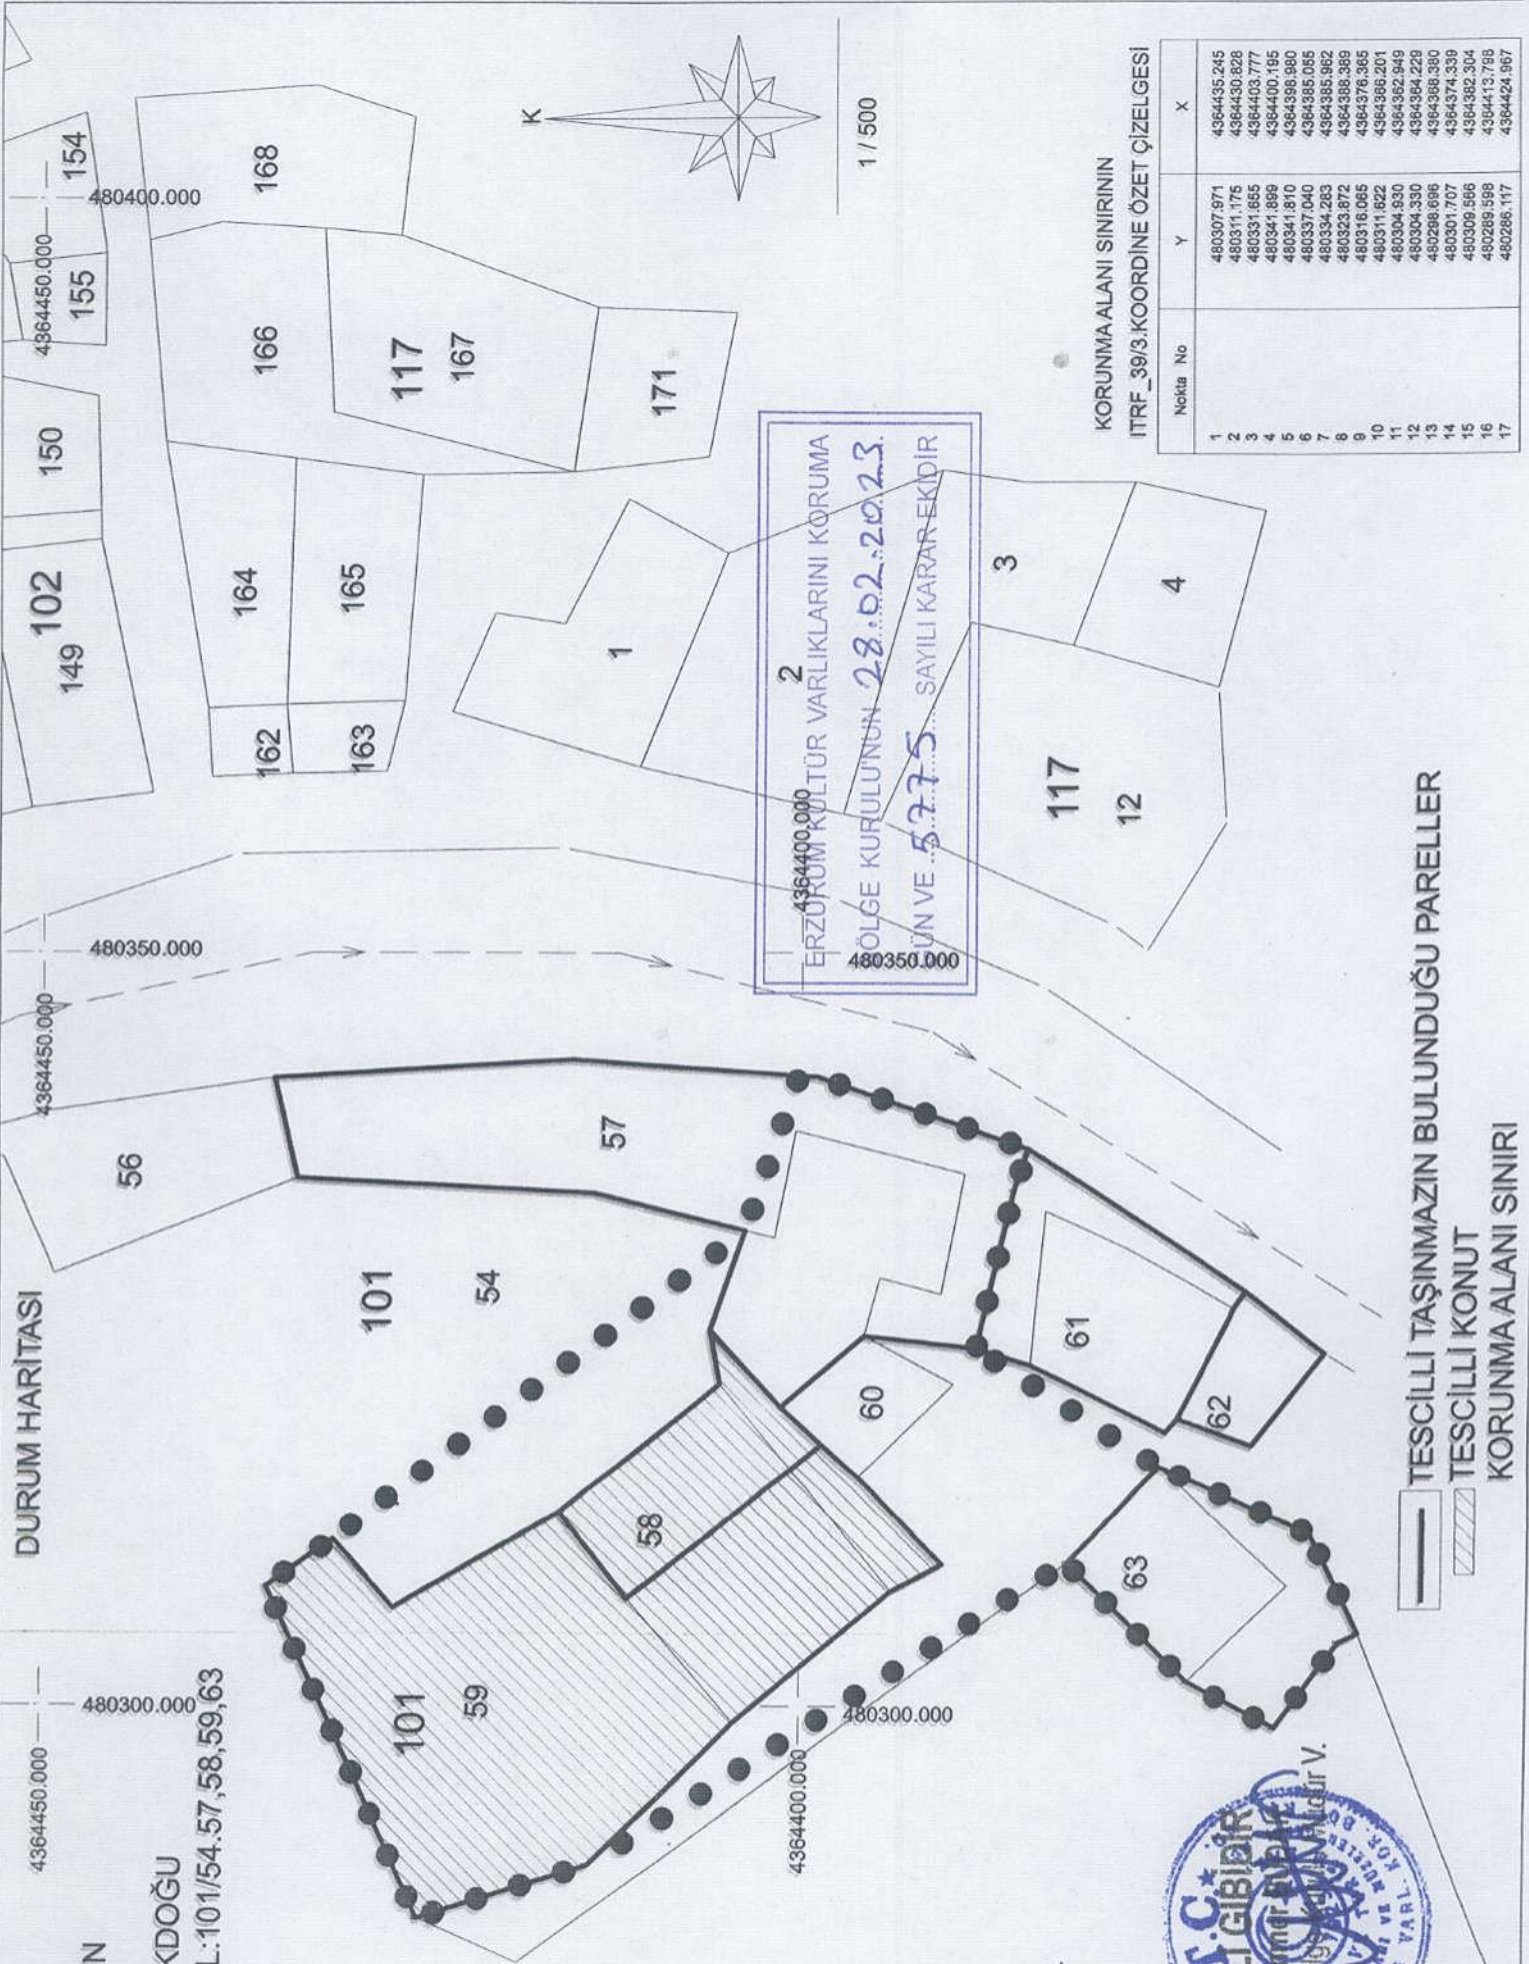 DURUM HARİTASI
N
KDOĞU
L:101/54.57,58,59,63
4364450.000
480300.000
4364450.000
480350.000
4364450.000
480400.000
4364400.000
480300.000
4364400.000
480350.000
56
57
101
54
58
101
59
60
61
62
63
102
149
150
155
154
162
163
164
165
166
117
167
168
171
1
2
3
4
117
12
K
1 / 500
ERZURUM KÜLTÜR VARLIKLARINI KORUMA
BÖLGE KURULU'NUN 28.02.2023
GÜN VE 5775 SAYILI KARAR EKİDİR
KORUNMA ALANI SINIRININ
ITRF_39/3.KOORDİNE ÖZET ÇİZELGESİ
Nokta No Y X
1 480307.971 4364435.245
2 480311.175 4364430.828
3 480331.655 4364403.777
4 480341.899 4364400.195
5 480341.810 4364398.980
6 480337.040 4364385.055
7 480334.283 4364385.962
8 480323.872 4364388.389
9 480316.065 4364376.365
10 480311.622 4364366.201
11 480304.930 4364362.949
12 480304.330 4364364.229
13 480298.696 4364368.380
14 480301.707 4364374.339
15 480309.566 4364382.304
16 480289.598 4364413.798
17 480286.117 4364424.967
TESCİLLİ TAŞINMAZIN BULUNDUĞU PARELLER
TESCİLLİ KONUT
KORUNMA ALANI SINIRI
T.C.
GİBİDİR
Müdür V.